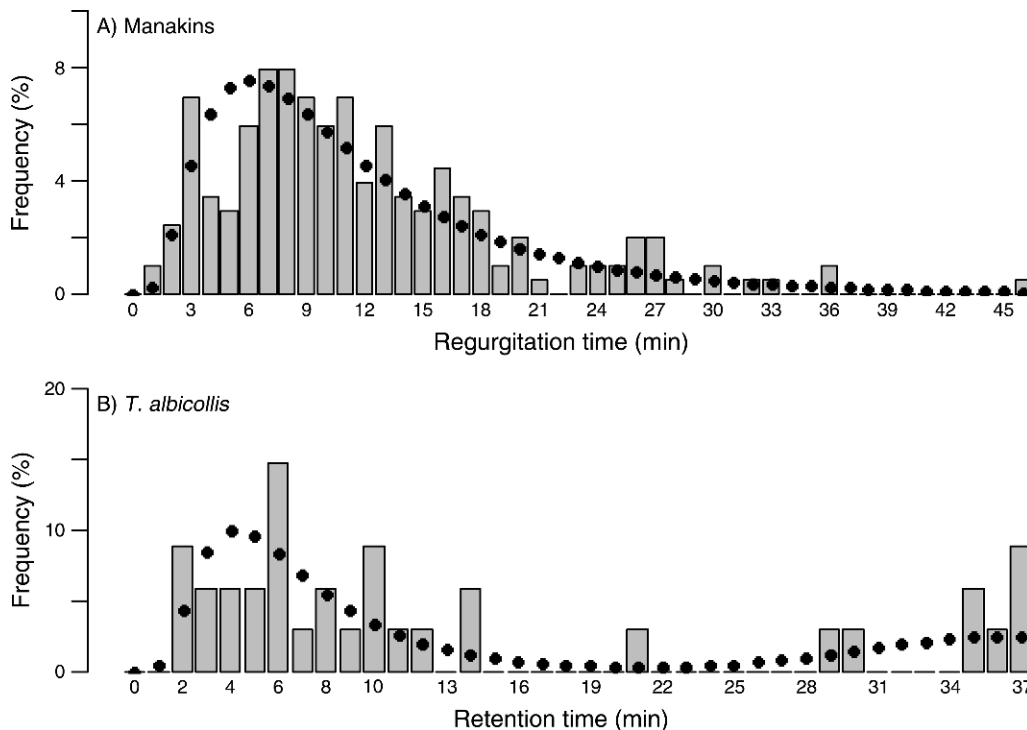 A) Manakins
8
4
0
Frequency (%)
0 3 6 9 12 15 18 21 24 27 30 33 36 39 42 45
Regurgitation time (min)
B) T. albicollis
20
10
0
Frequency (%)
0 2 4 6 8 10 13 16 19 22 25 28 31 34 37
Retention time (min)